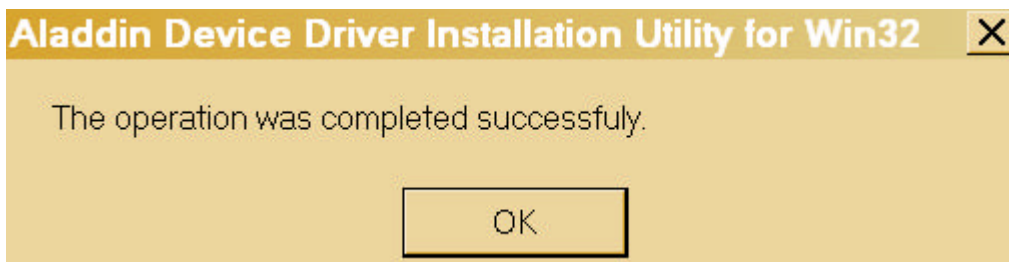 Aladdin Device Driver Installation Utility for Win32
The operation was completed successfuly.
OK